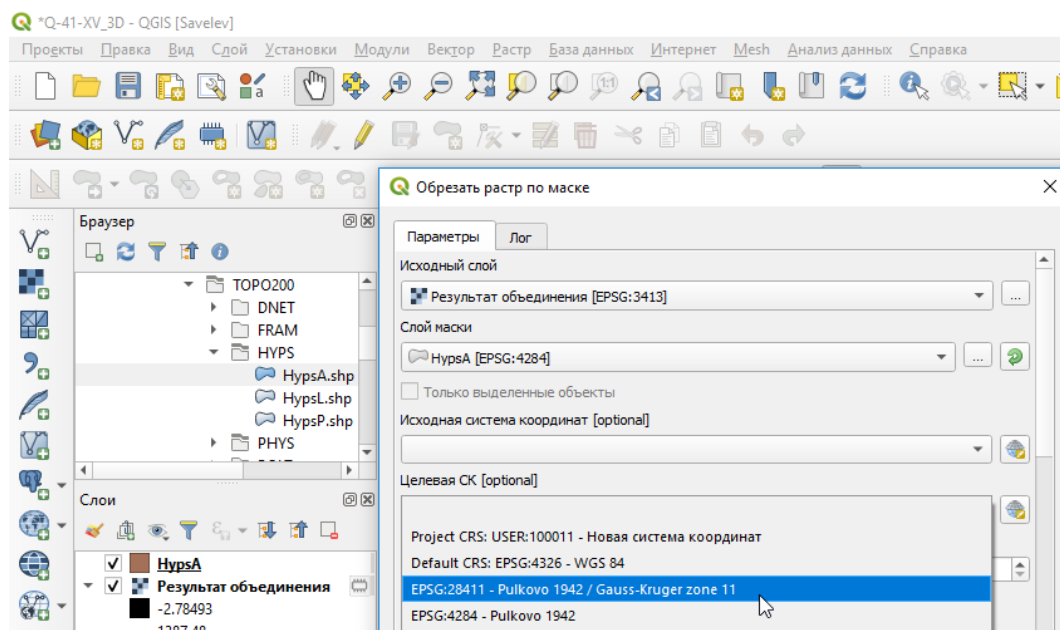 *Q-41-XV_3D - QGIS [Savelev]
Проекты Правка Вид Слой Установки Модули Вектор Растр База данных Интернет Mesh Анализ данных Справка
a
1:1
Обрезать растр по маске
Браузер
Параметры Лог
Исходный слой
TOPO200
Результат объединения [EPSG:3413]
...
DNET
FRAM
Слой маски
HYPS
HypsA [EPSG:4284]
...
HypsA.shp
Только выделенные объекты
HypsL.shp
HypsP.shp
Исходная система координат [optional]
PHYS
Целевая СК [optional]
Слои
Project CRS: USER:100011 - Новая система координат
HypsA
Default CRS: EPSG:4326 - WGS 84
Результат объединения
EPSG:28411 - Pulkovo 1942 / Gauss-Kruger zone 11
-2.78493
EPSG:4284 - Pulkovo 1942